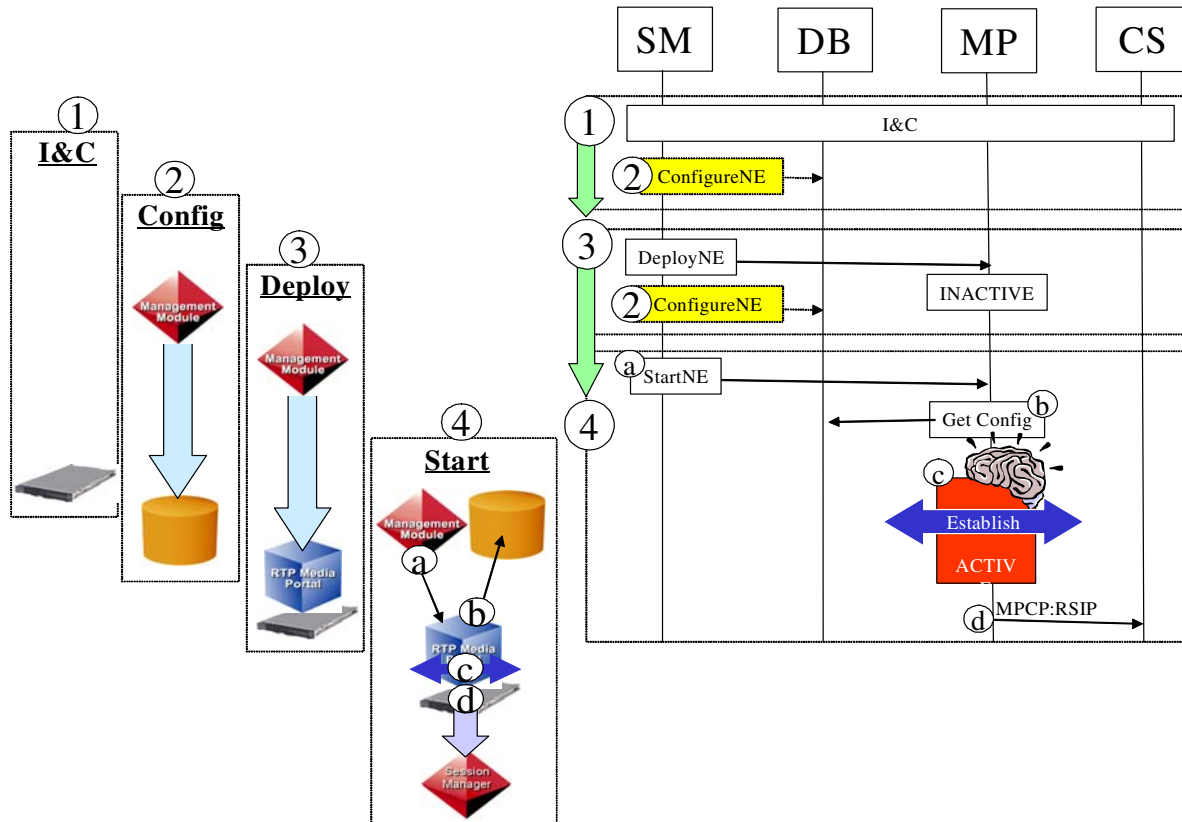 1
I&C
2
Config
Management
Module
3
Deploy
Management
Module
RTP Media
Portal
4
Start
Management
Module
a
b
RTP Media
c
d
Session
Manager
SM
DB
MP
CS
1
I&C
2
ConfigureNE
3
DeployNE
INACTIVE
2
ConfigureNE
a
StartNE
4
b
Get Config
c
Establish
ACTIV
d
MPCP:RSIP